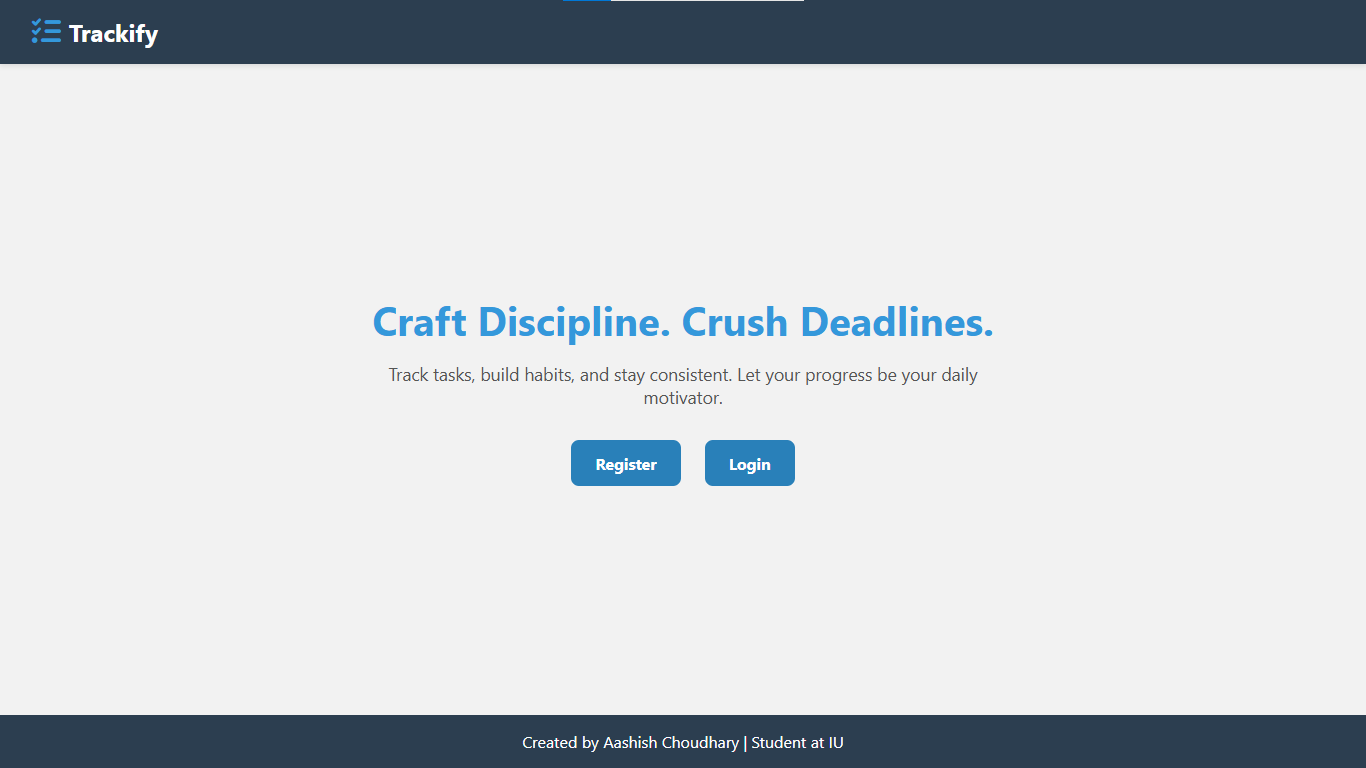 Trackify
Craft Discipline. Crush Deadlines.
Track tasks, build habits, and stay consistent. Let your progress be your daily
motivator.
Register
Login
Created by Aashish Choudhary | Student at IU